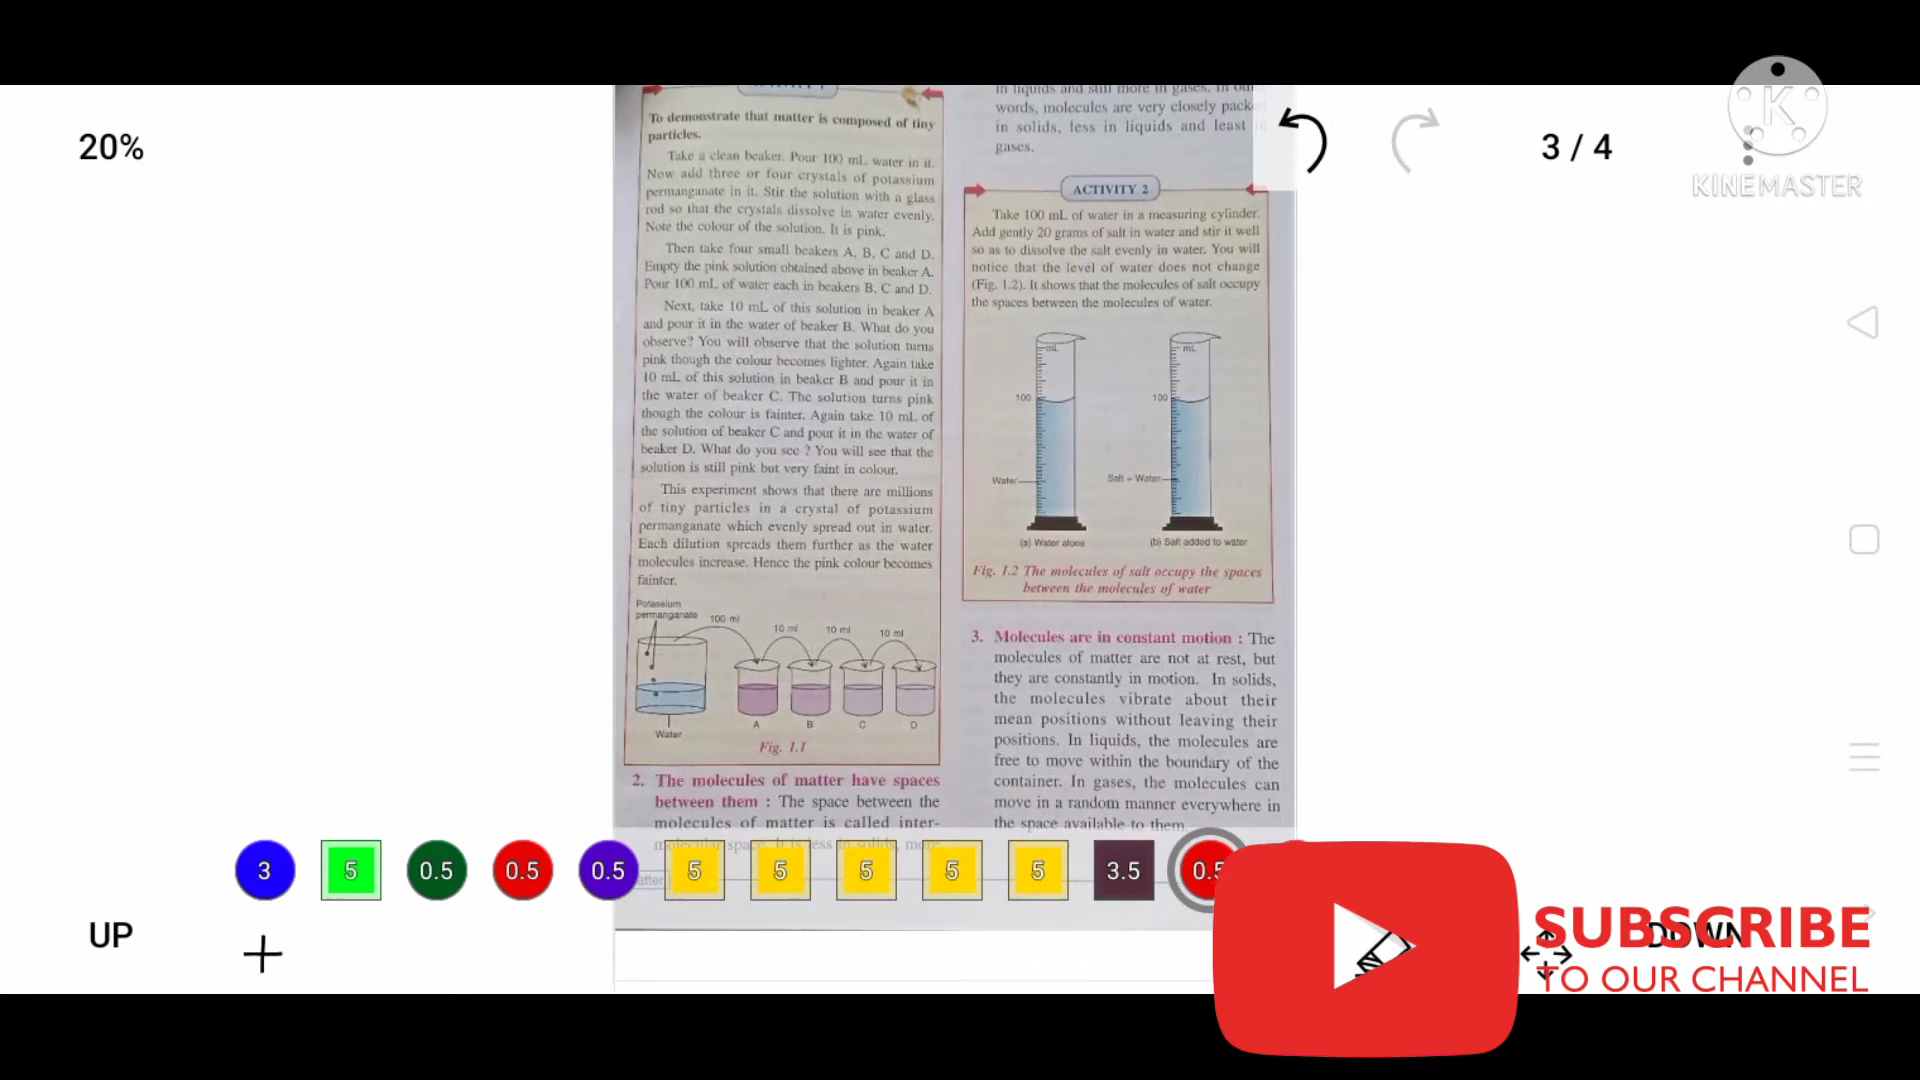 20%
3 / 4
KINEMASTER
To demonstrate that matter is composed of tiny
particles.
Take a clean beaker. Pour 100 mL water in it.
Now add three or four crystals of potassium
permanganate in it. Stir the solution with a glass
rod so that the crystals dissolve in water evenly.
Note the colour of the solution. It is pink.
Then take four small beakers A, B, C and D.
Empty the pink solution obtained above in beaker A.
Pour 100 mL of water each in beakers B, C and D.
Next, take 10 mL of this solution in beaker A
and pour it in the water of beaker B. What do you
observe? You will observe that the solution turns
pink though the colour becomes lighter. Again take
10 mL of this solution in beaker B and pour it in
the water of beaker C. The solution turns pink
though the colour is fainter. Again take 10 mL of
the solution of beaker C and pour it in the water of
beaker D. What do you see ? You will see that the
solution is still pink but very faint in colour.
This experiment shows that there are millions
of tiny particles in a crystal of potassium
permanganate which evenly spread out in water.
Each dilution spreads them further as the water
molecules increase. Hence the pink colour becomes
fainter.
Potassium
permanganate
100 ml
10 ml
10 ml
10 ml
A
B
C
D
Water
Fig. 1.1
2. The molecules of matter have spaces
between them : The space between the
molecules of matter is called inter-
molecular space. It is less in solids, more
in liquids and still more in gases. In
words, molecules are very closely
in solids, less in liquids and least
gases.
ACTIVITY 2
Take 100 mL of water in a measuring cylinder.
Add gently 20 grams of salt in water and stir it well
so as to dissolve the salt evenly in water. You will
notice that the level of water does not change
(Fig. 1.2). It shows that the molecules of salt occupy
the spaces between the molecules of water.
mL
mL
100
100
Water
Salt + Water
(a) Water alone
(b) Salt added to water
Fig. 1.2 The molecules of salt occupy the spaces
between the molecules of water
3. Molecules are in constant motion : The
molecules of matter are not at rest, but
they are constantly in motion. In solids,
the molecules vibrate about their
mean positions without leaving their
positions. In liquids, the molecules are
free to move within the boundary of the
container. In gases, the molecules can
move in a random manner everywhere in
the space available to them.
3
5
0.5
0.5
0.5
5
5
5
5
5
3.5
0.5
UP
DOWN
SUBSCRIBE
TO OUR CHANNEL